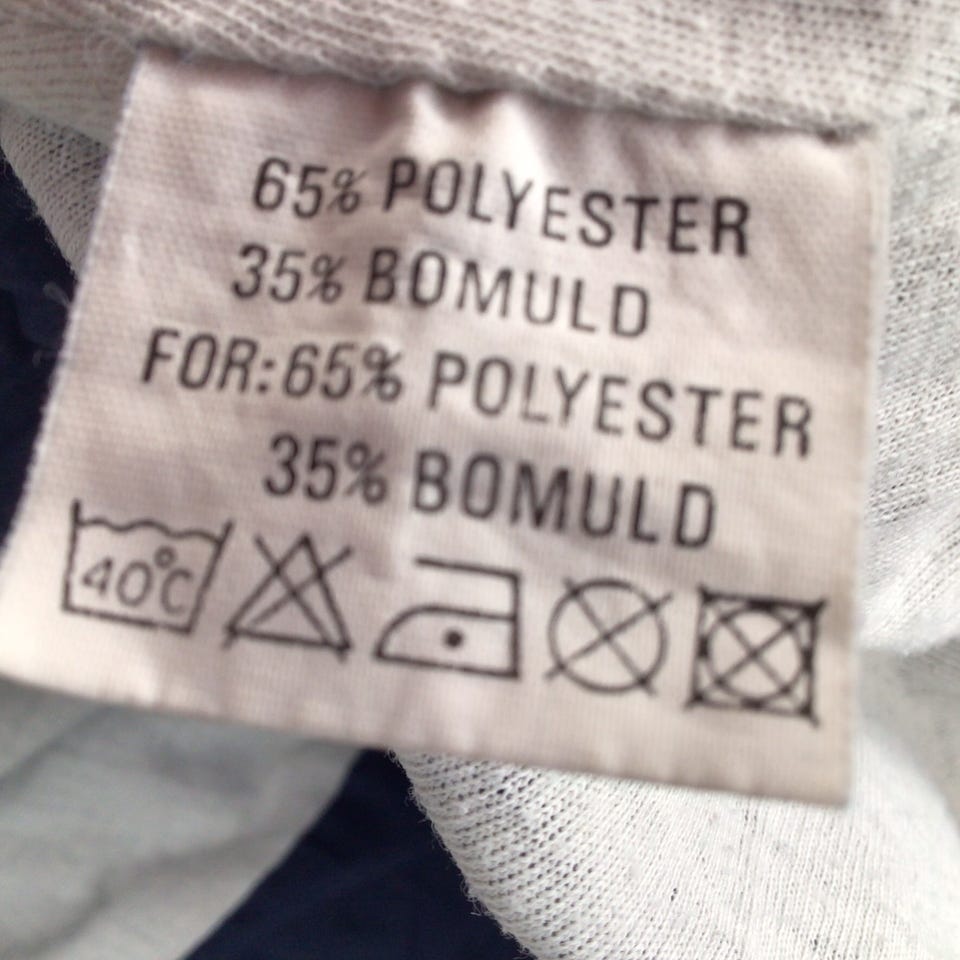 65% POLYESTER
35% BOMULD
FOR: 65% POLYESTER
35% BOMULD
40°C